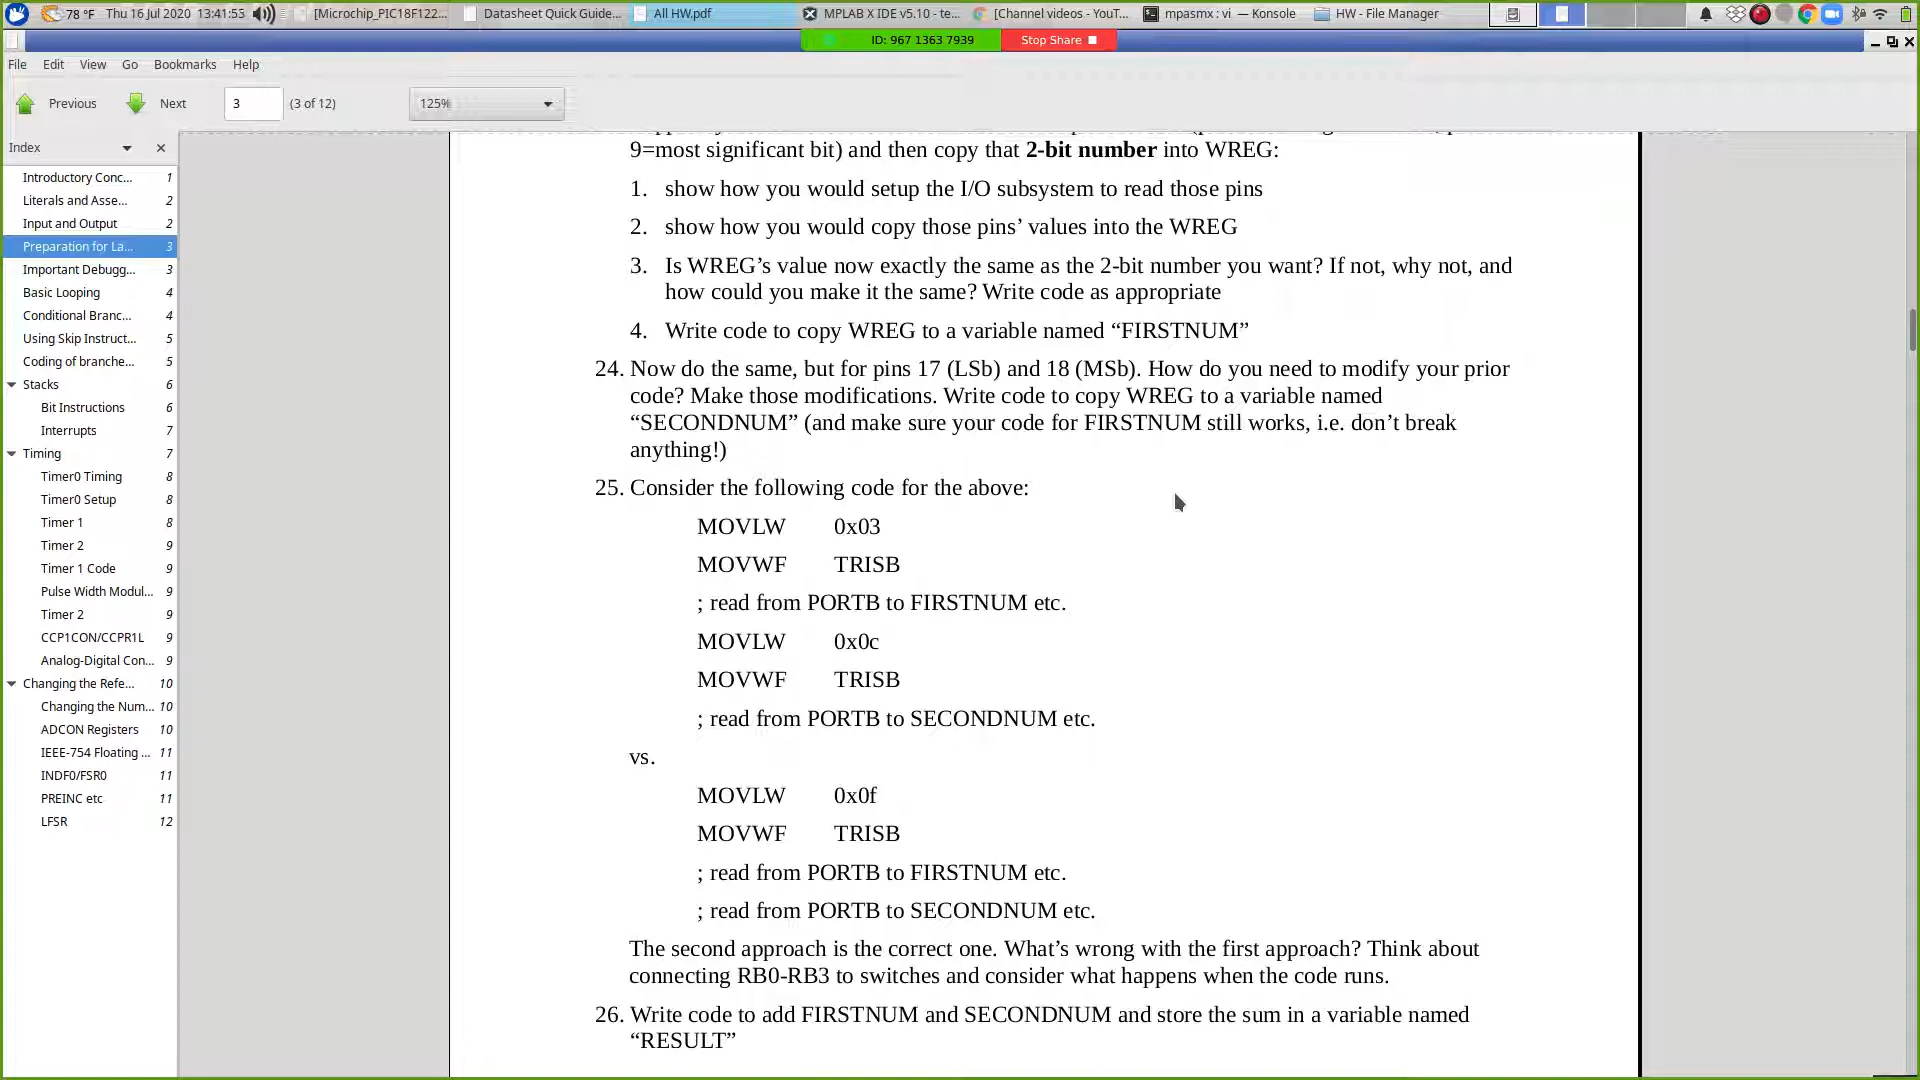 78 °F Thu 16 Jul 2020 13:41:55 [Microchip_PIC18F122... Datasheet Quick Guide... All HW.pdf MPLAB X IDE v5.10 - te... [Channel videos - YouT... mpasmx : vi — Konsole HW - File Manager
ID: 967 1363 7939 Stop Share
File Edit View Go Bookmarks Help
Previous Next 3 (3 of 12) 125%
Index
Introductory Conc... 1
Literals and Asse... 2
Input and Output 2
Preparation for La... 3
Important Debugg... 3
Basic Looping 4
Conditional Branc... 4
Using Skip Instruct... 5
Coding of branche... 5
Stacks 6
Bit Instructions 6
Interrupts 7
Timing 7
Timer0 Timing 8
Timer0 Setup 8
Timer 1 8
Timer 2 9
Timer 1 Code 9
Pulse Width Modul... 9
Timer 2 9
CCP1CON/CCPR1L 9
Analog-Digital Con... 9
Changing the Refe... 10
Changing the Num... 10
ADCON Registers 10
IEEE-754 Floating ... 11
INDF0/FSR0 11
PREINC etc 11
LFSR 12
9=most significant bit) and then copy that 2-bit number into WREG:
1. show how you would setup the I/O subsystem to read those pins
2. show how you would copy those pins’ values into the WREG
3. Is WREG’s value now exactly the same as the 2-bit number you want? If not, why not, and
how could you make it the same? Write code as appropriate
4. Write code to copy WREG to a variable named “FIRSTNUM”
24. Now do the same, but for pins 17 (LSb) and 18 (MSb). How do you need to modify your prior
code? Make those modifications. Write code to copy WREG to a variable named
“SECONDNUM” (and make sure your code for FIRSTNUM still works, i.e. don’t break
anything!)
25. Consider the following code for the above:
MOVLW 0x03
MOVWF TRISB
; read from PORTB to FIRSTNUM etc.
MOVLW 0x0c
MOVWF TRISB
; read from PORTB to SECONDNUM etc.
vs.
MOVLW 0x0f
MOVWF TRISB
; read from PORTB to FIRSTNUM etc.
; read from PORTB to SECONDNUM etc.
The second approach is the correct one. What’s wrong with the first approach? Think about
connecting RB0-RB3 to switches and consider what happens when the code runs.
26. Write code to add FIRSTNUM and SECONDNUM and store the sum in a variable named
“RESULT”